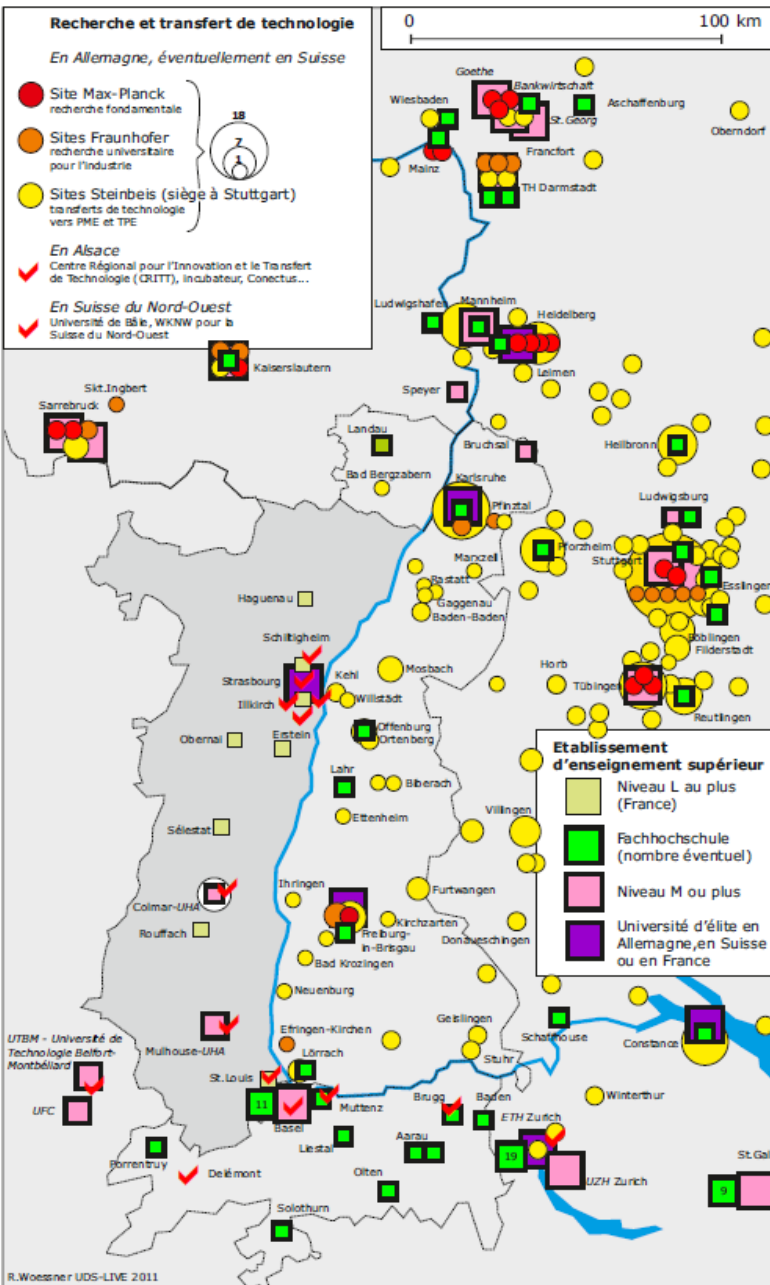 Recherche et transfert de technologie
En Allemagne, éventuellement en Suisse
Site Max-Planck
recherche fondamentale
Sites Fraunhofer
recherche universitaire
pour l'industrie
18
7
1
Sites Steinbeis (siège à Stuttgart)
transferts de technologie
vers PME et TPE
En Alsace
Centre Régional pour l'Innovation et le Transfert
de Technologie (CRITT), incubateur, Conectus...
En Suisse du Nord-Ouest
Université de Bâle, WKNW pour la
Suisse du Nord-Ouest
0
100 km
Goethe
Bankwirtschaft
Wiesbaden
Aschaffenburg
St.Georg
Oberndorf
Francfort
Mainz
TH Darmstadt
Ludwigshafen
Mannheim
Heidelberg
Kaiserslautern
Leimen
Skt.Ingbert
Speyer
Sarrebruck
Landau
Bruchsal
Heilbronn
Bad Bergzabern
Karlsruhe
Pfinztal
Ludwigsburg
Pforzheim
Stuttgart
Marxzell
Rastatt
Esslingen
Haguenau
Gaggenau
Baden-Baden
Schiltigheim
Böblingen
Filderstadt
Strasbourg
Kehl
Mosbach
Horb
Tübingen
Illkirch
Willstädt
Reutlingen
Offenburg
Ortenberg
Obernai
Erstein
Lahr
Biberach
Ettenheim
Villingen
Sélestat
Etablissement
d'enseignement supérieur
Niveau L au plus
(France)
Fachhochschule
(nombre éventuel)
Niveau M ou plus
Université d'élite en
Allemagne,en Suisse
ou en France
Ihringen
Furtwangen
Colmar-UHA
Kirchzarten
Rouffach
Freiburg-
in-Brisgau
Donaueschingen
Bad Krozingen
Neuenburg
Geislingen
Schaffhouse
Constance
UTBM - Université de
Technologie Belfort-
Montbéliard
Mulhouse-UHA
Efringen-Kirchen
Lörrach
Stuhr
St.Louis
UFC
11
Basel
Muttenz
Brugg
Baden
Winterthur
ETH Zurich
Liestal
Aarau
19
Porrentruy
Delémont
Olten
UZH Zurich
St.Gal
9
Solothurn
R.Woessner UDS-LIVE 2011